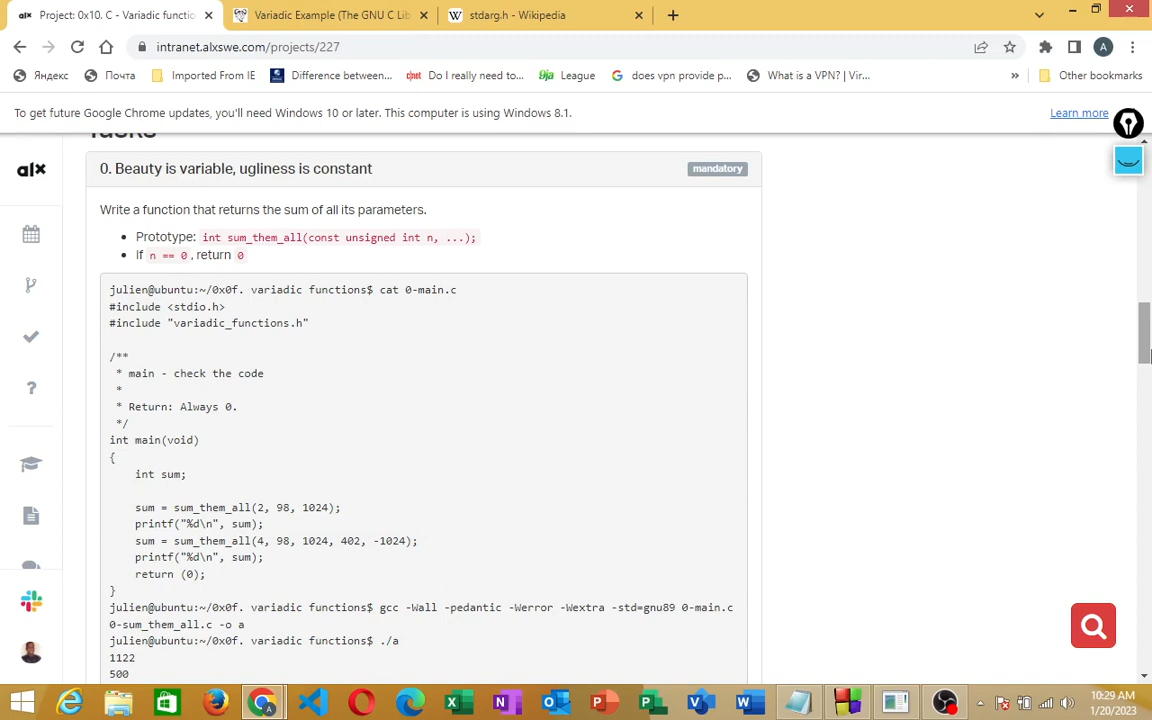 alx Project: 0x10. C - Variadic functio
Variadic Example (The GNU C Lib
W stdarg.h - Wikipedia
intranet.alxswe.com/projects/227
A
Яндекс
Почта
Imported From IE
Difference between...
cnet Do I really need to...
9ja League
G does vpn provide p...
What is a VPN? | Vir...
»
Other bookmarks
To get future Google Chrome updates, you'll need Windows 10 or later. This computer is using Windows 8.1.
Learn more
Tasks
alx
0. Beauty is variable, ugliness is constant
mandatory
Write a function that returns the sum of all its parameters.
• Prototype: int sum_them_all(const unsigned int n, ...);
• If n == 0, return 0
julien@ubuntu:~/0x0f. variadic functions$ cat 0-main.c
#include <stdio.h>
#include "variadic_functions.h"
/**
* main - check the code
*
* Return: Always 0.
*/
int main(void)
{
int sum;
sum = sum_them_all(2, 98, 1024);
printf("%d\n", sum);
sum = sum_them_all(4, 98, 1024, 402, -1024);
printf("%d\n", sum);
return (0);
}
julien@ubuntu:~/0x0f. variadic functions$ gcc -Wall -pedantic -Werror -Wextra -std=gnu89 0-main.c
0-sum_them_all.c -o a
julien@ubuntu:~/0x0f. variadic functions$ ./a
1122
500
10:29 AM
1/20/2023